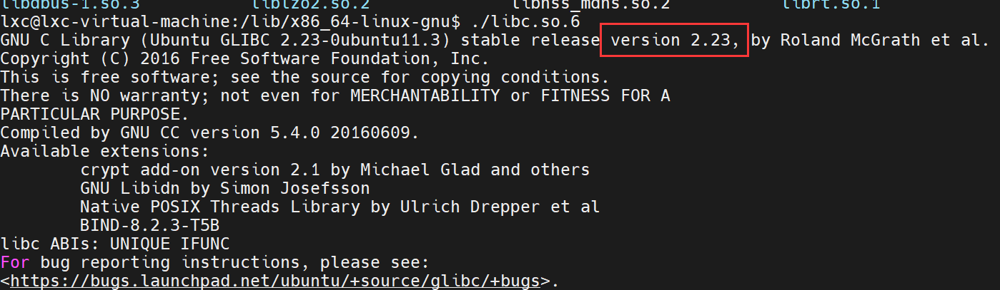 libdbus-1.so.3 liblzo2.so.2 libnss_mdns.so.2 librt.so.1
lxc@lxc-virtual-machine:/lib/x86_64-linux-gnu$ ./libc.so.6
GNU C Library (Ubuntu GLIBC 2.23-0ubuntu11.3) stable release version 2.23, by Roland McGrath et al.
Copyright (C) 2016 Free Software Foundation, Inc.
This is free software; see the source for copying conditions.
There is NO warranty; not even for MERCHANTABILITY or FITNESS FOR A
PARTICULAR PURPOSE.
Compiled by GNU CC version 5.4.0 20160609.
Available extensions:
crypt add-on version 2.1 by Michael Glad and others
GNU Libidn by Simon Josefsson
Native POSIX Threads Library by Ulrich Drepper et al
BIND-8.2.3-T5B
libc ABIs: UNIQUE IFUNC
For bug reporting instructions, please see:
<https://bugs.launchpad.net/ubuntu/+source/glibc/+bugs>.